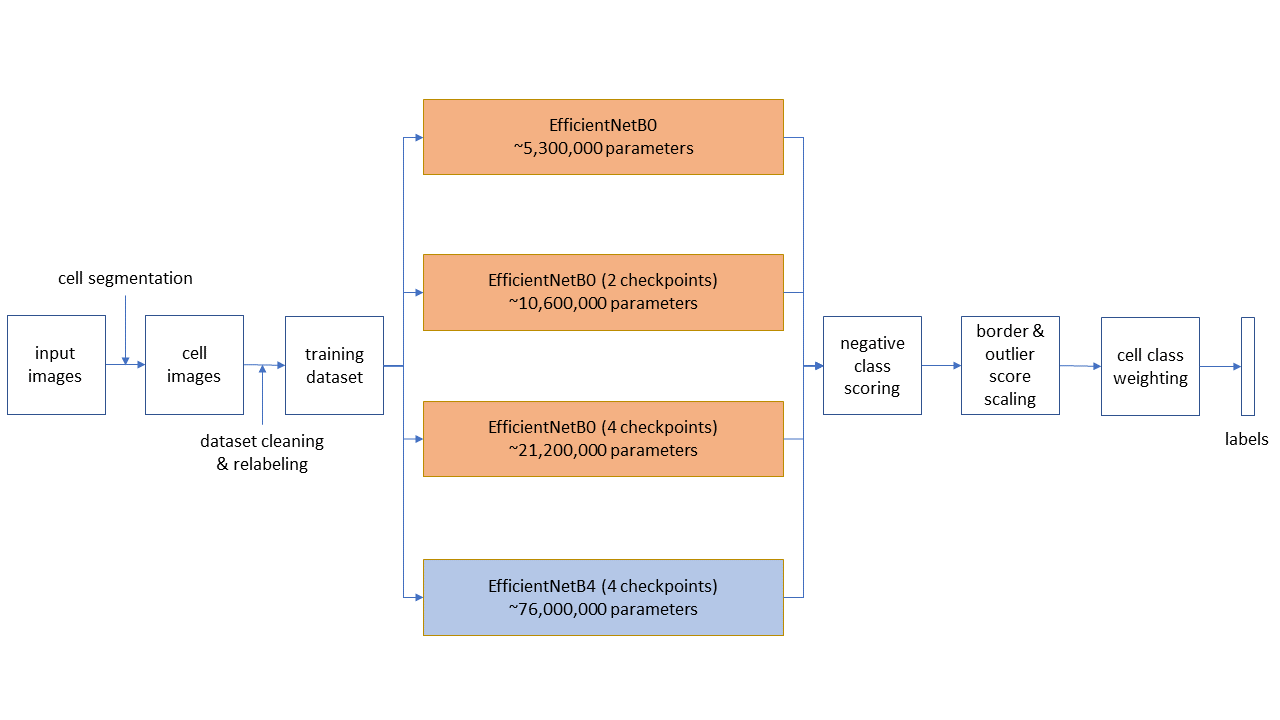 EfficientNetB0
~5,300,000 parameters
cell segmentation
EfficientNetB0 (2 checkpoints)
~10,600,000 parameters
input
images
cell
images
training
dataset
negative
class
scoring
border &
outlier
score
scaling
cell class
weighting
dataset cleaning
& relabeling
EfficientNetB0 (4 checkpoints)
~21,200,000 parameters
labels
EfficientNetB4 (4 checkpoints)
~76,000,000 parameters